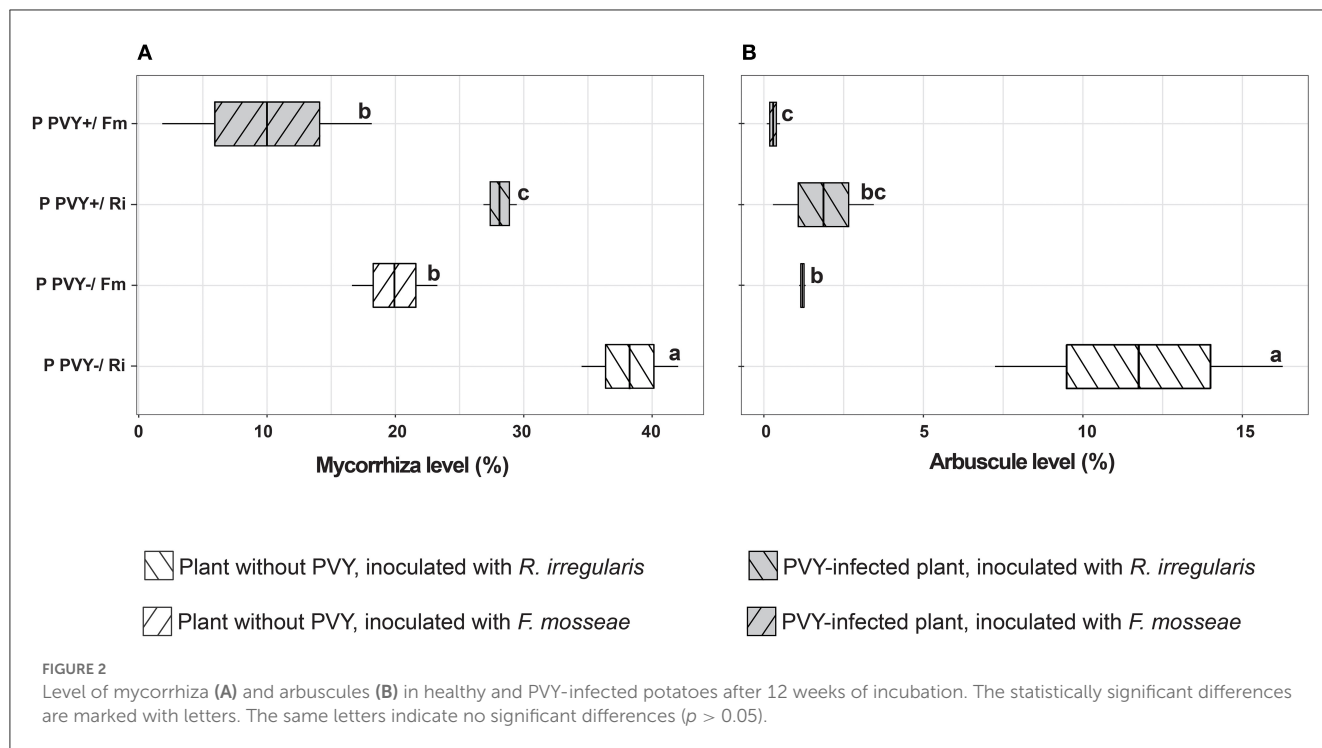 A
B
P PVY+/ Fm
b
c
P PVY+/ Ri
c
bc
P PVY-/ Fm
b
b
P PVY-/ Ri
a
a
0 10 20 30 40
0 5 10 15
Mycorrhiza level (%)
Arbuscule level (%)
Plant without PVY, inoculated with R. irregularis
PVY-infected plant, inoculated with R. irregularis
Plant without PVY, inoculated with F. mosseae
PVY-infected plant, inoculated with F. mosseae
FIGURE 2
Level of mycorrhiza (A) and arbuscules (B) in healthy and PVY-infected potatoes after 12 weeks of incubation. The statistically significant differences
are marked with letters. The same letters indicate no significant differences (p > 0.05).